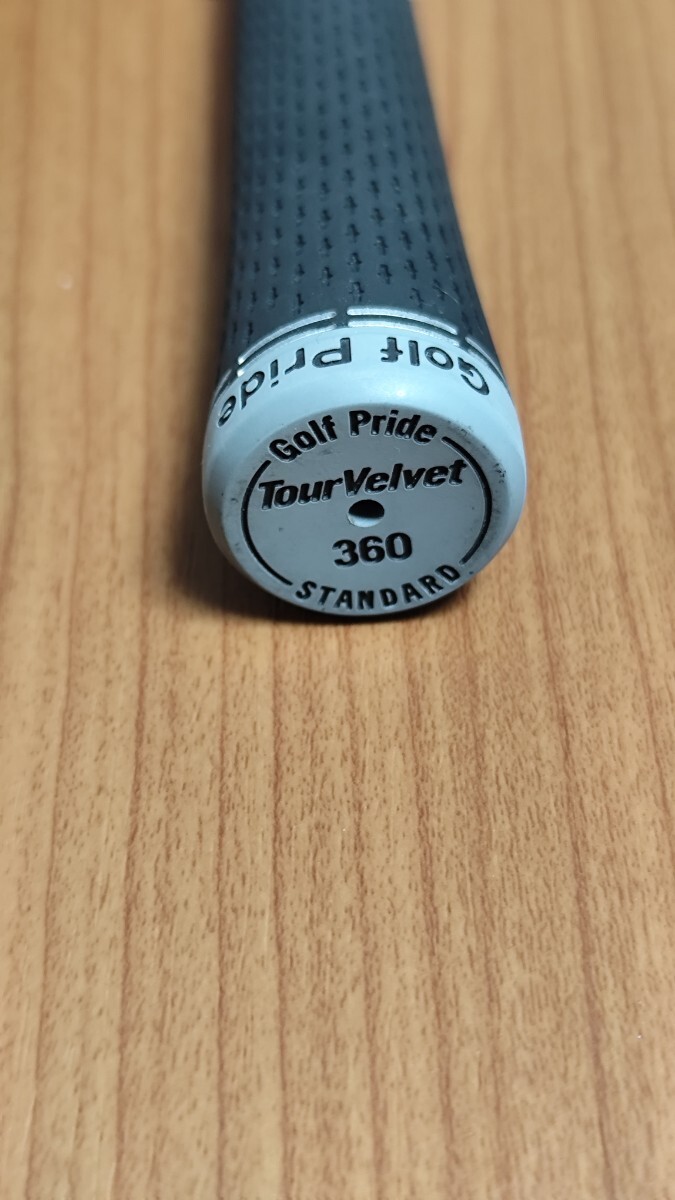 Golf Pride
Golf Pride
TourVelvet
360
STANDARD